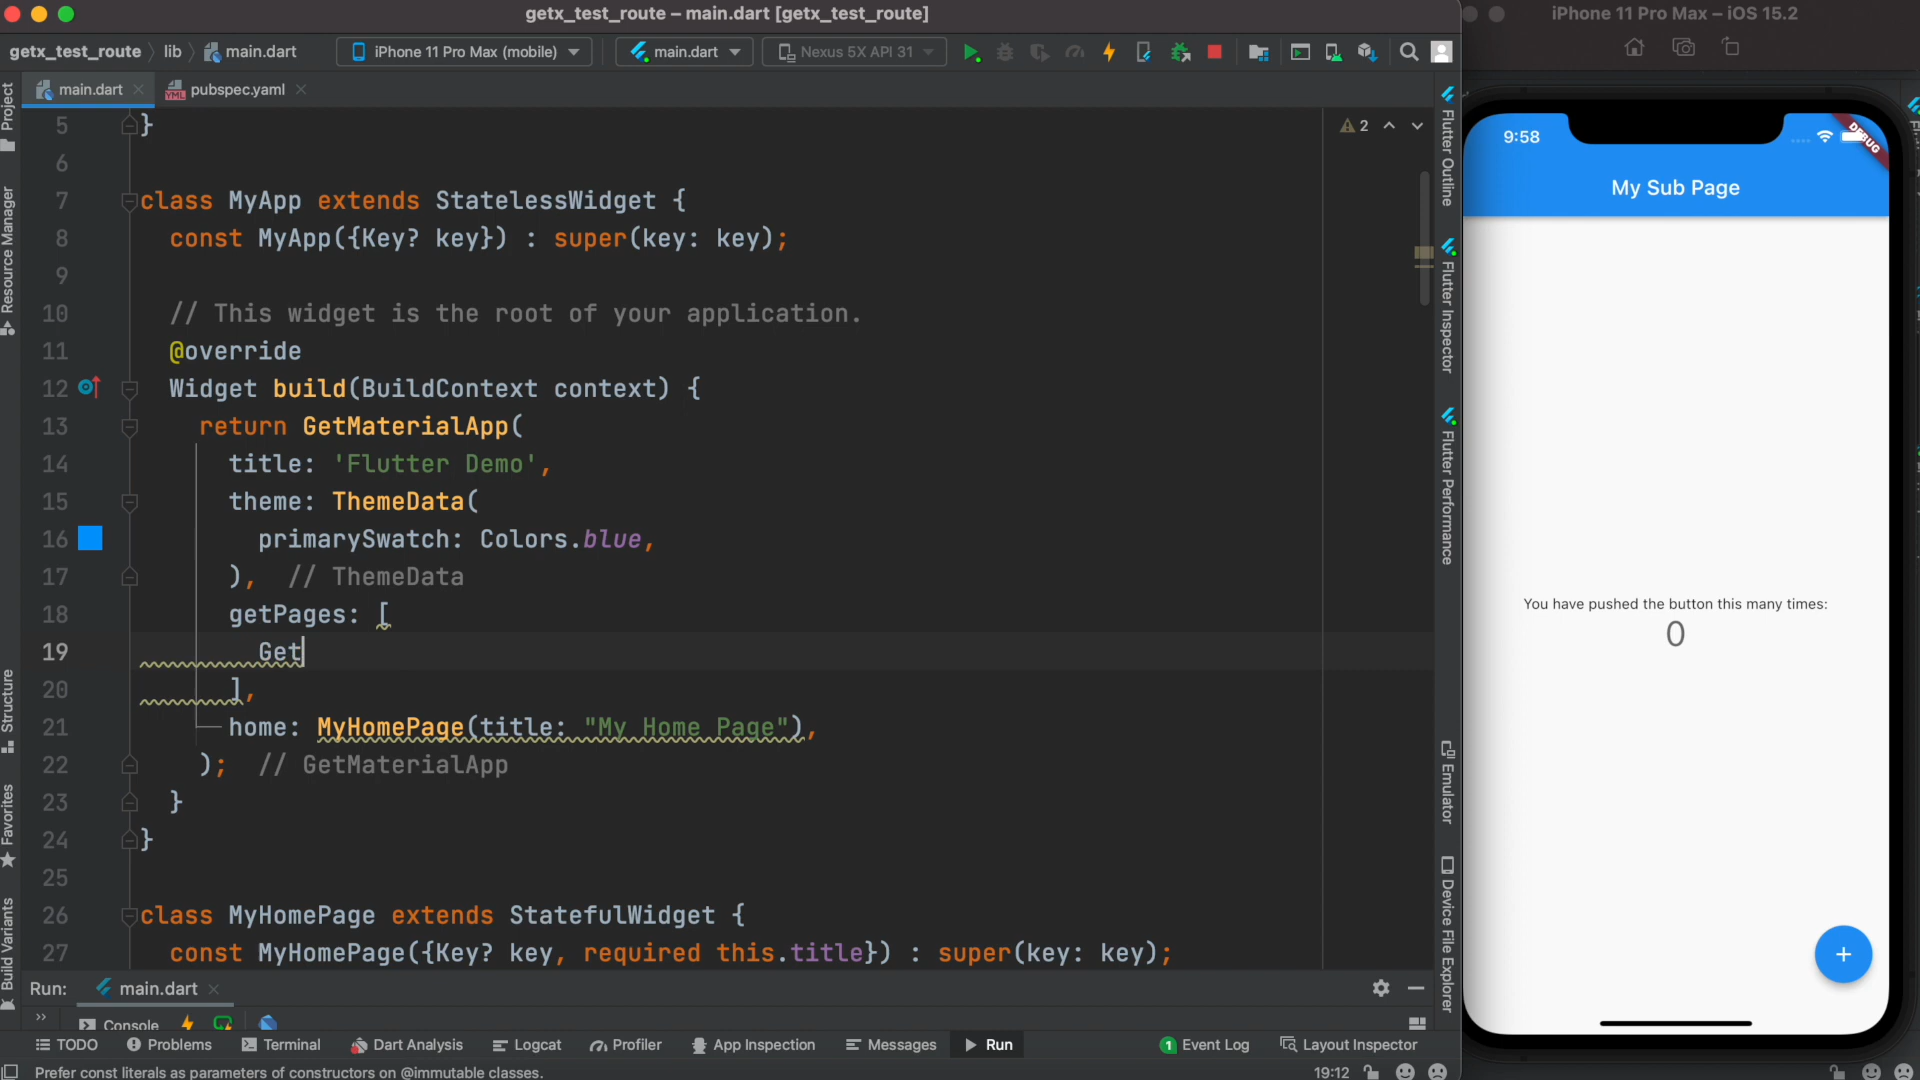 getx_test_route – main.dart [getx_test_route]
iPhone 11 Pro Max – iOS 15.2
getx_test_route
lib
main.dart
iPhone 11 Pro Max (mobile)
main.dart
Nexus 5X API 31
main.dart
pubspec.yaml
Project
Resource Manager
Structure
Favorites
Build Variants
2
5 }
6
7 class MyApp extends StatelessWidget {
8 const MyApp({Key? key}) : super(key: key);
9
10 // This widget is the root of your application.
11 @override
12 Widget build(BuildContext context) {
13 return GetMaterialApp(
14 title: 'Flutter Demo',
15 theme: ThemeData(
16 primarySwatch: Colors.blue,
17 ), // ThemeData
18 getPages: [
19 Get
20 ],
21 home: MyHomePage(title: "My Home Page"),
22 ); // GetMaterialApp
23 }
24 }
25
26 class MyHomePage extends StatefulWidget {
27 const MyHomePage({Key? key, required this.title}) : super(key: key);
Flutter Outline
Flutter Inspector
Flutter Performance
Emulator
Device File Explorer
9:58
DEBUG
My Sub Page
You have pushed the button this many times:
0
+
Run:
main.dart
Console
TODO
Problems
Terminal
Dart Analysis
Logcat
Profiler
App Inspection
Messages
Run
1 Event Log
Layout Inspector
Prefer const literals as parameters of constructors on @immutable classes.
19:12